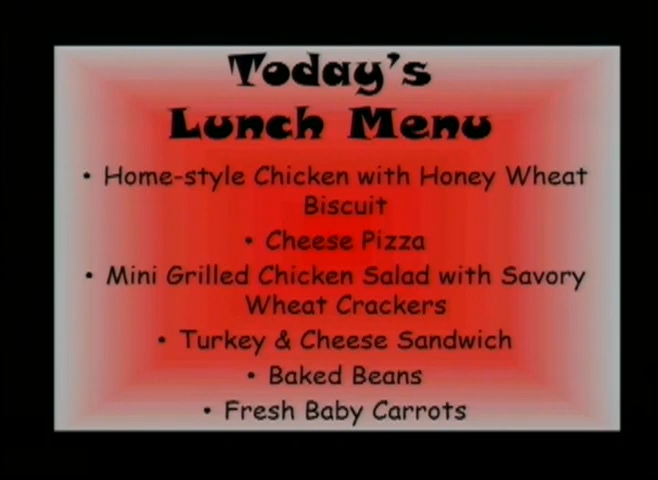 Today's
Lunch Menu
• Home-style Chicken with Honey Wheat
Biscuit
• Cheese Pizza
• Mini Grilled Chicken Salad with Savory
Wheat Crackers
• Turkey & Cheese Sandwich
• Baked Beans
• Fresh Baby Carrots